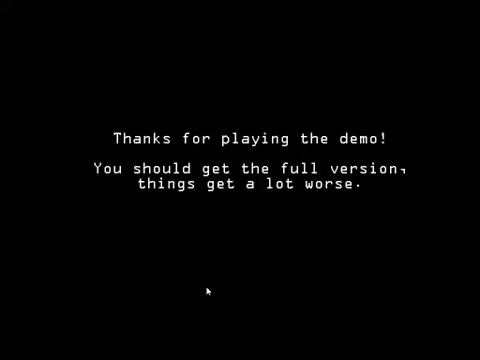 Thanks for playing the demo!
You should get the full version,
things get a lot worse.